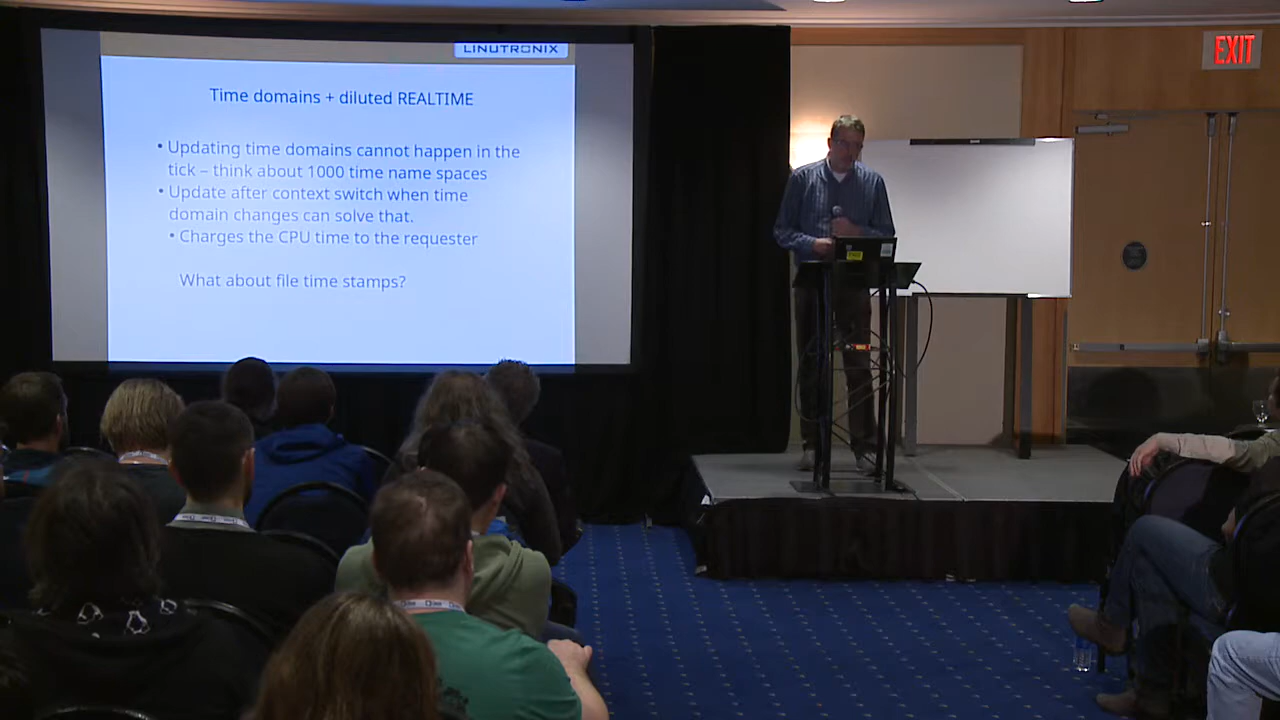 LINUTRONIX
EXIT
Time domains + diluted REALTIME
• Updating time domains cannot happen in the
tick – think about 1000 time name spaces
• Update after context switch when time
domain changes can solve that.
• Charges the CPU time to the requester
What about file time stamps?